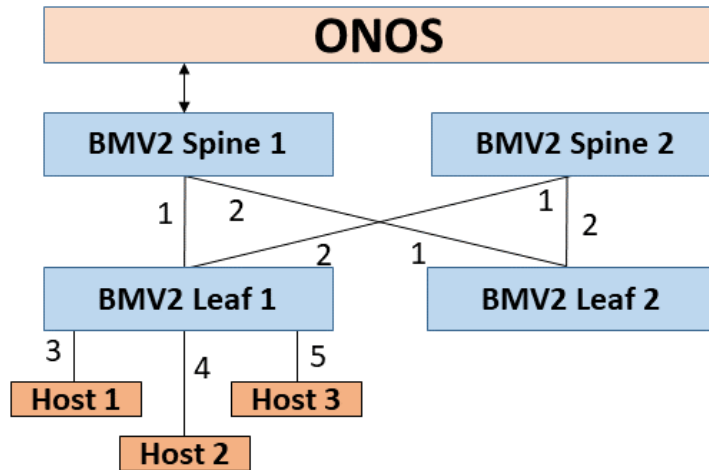 ONOS
BMV2 Spine 1
BMV2 Spine 2
1
2
1
2
2
1
BMV2 Leaf 1
BMV2 Leaf 2
3
4
5
Host 1
Host 3
Host 2